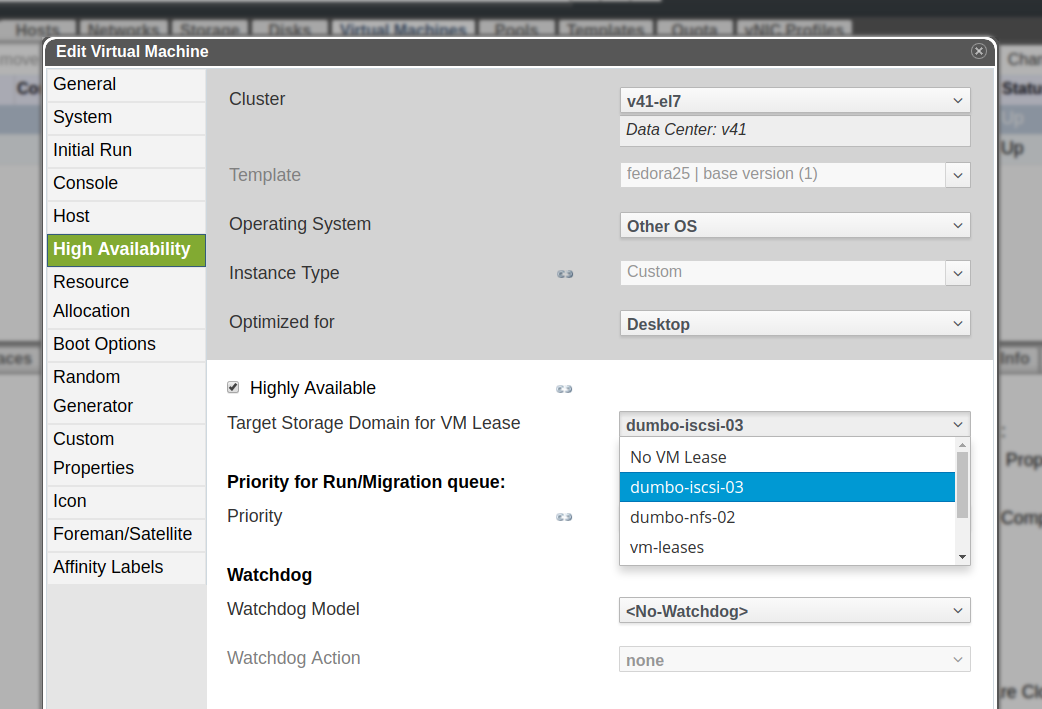 Hosts Networks Storage Disks Virtual Machines Pools Templates Quota vNIC Profiles
Edit Virtual Machine
General
System
Initial Run
Console
Host
High Availability
Resource
Allocation
Boot Options
Random
Generator
Custom
Properties
Icon
Foreman/Satellite
Affinity Labels
Cluster
v41-el7
Data Center: v41
Template
fedora25 | base version (1)
Operating System
Other OS
Instance Type
Custom
Optimized for
Desktop
Highly Available
Target Storage Domain for VM Lease
dumbo-iscsi-03
No VM Lease
dumbo-iscsi-03
dumbo-nfs-02
vm-leases
Priority for Run/Migration queue:
Priority
Watchdog
Watchdog Model
<No-Watchdog>
Watchdog Action
none
Up
Up
Info